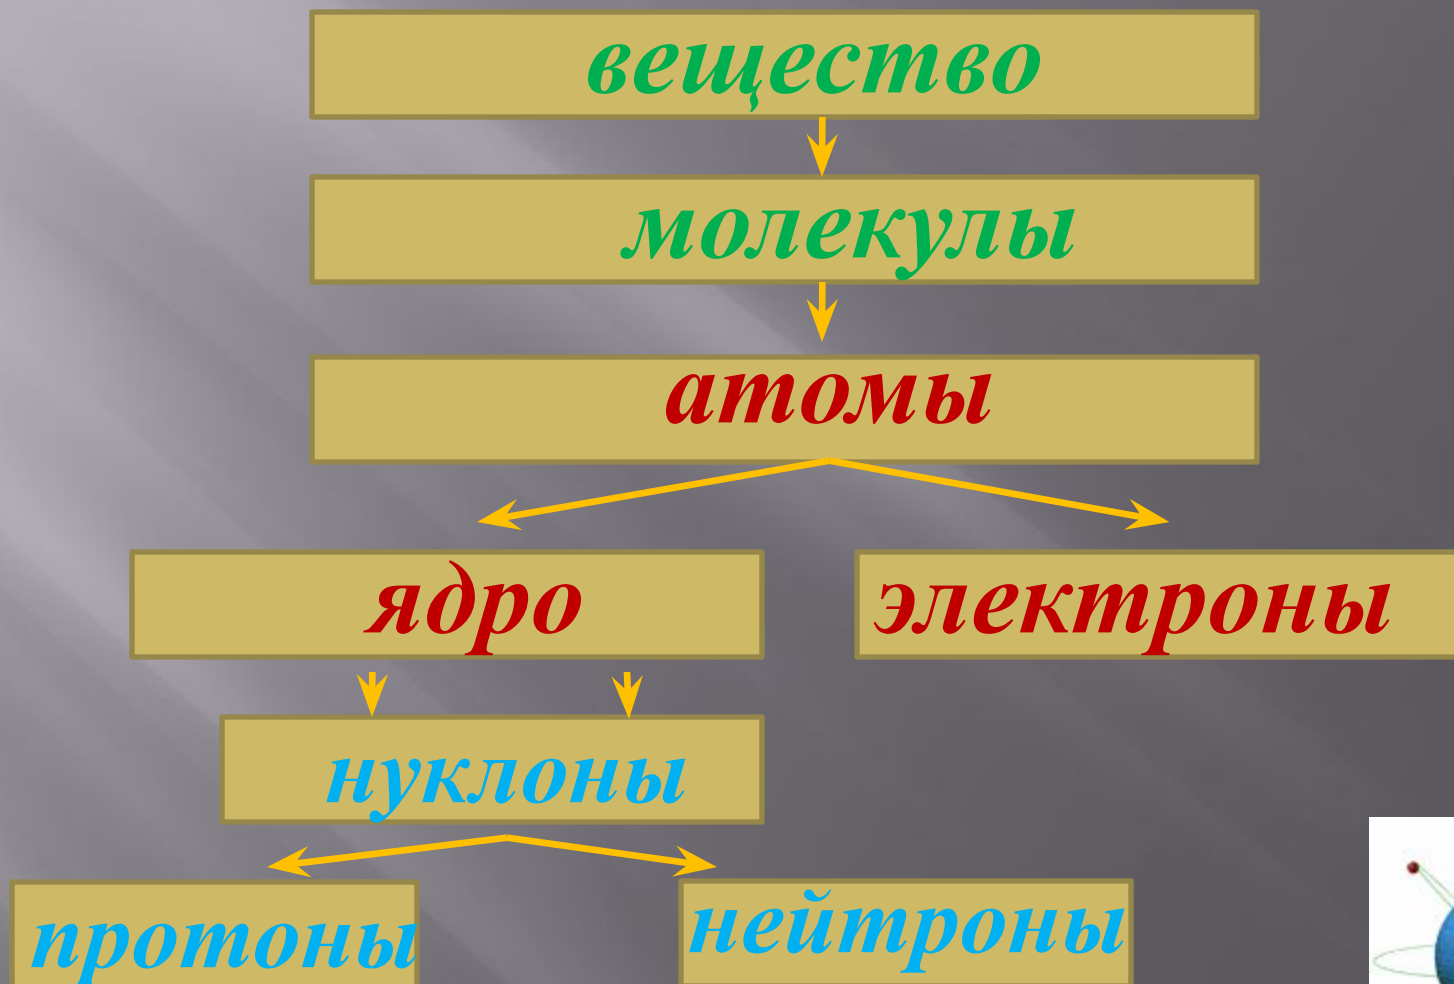 вещество
молекулы
атомы
ядро
электроны
нуклоны
протоны
нейтроны